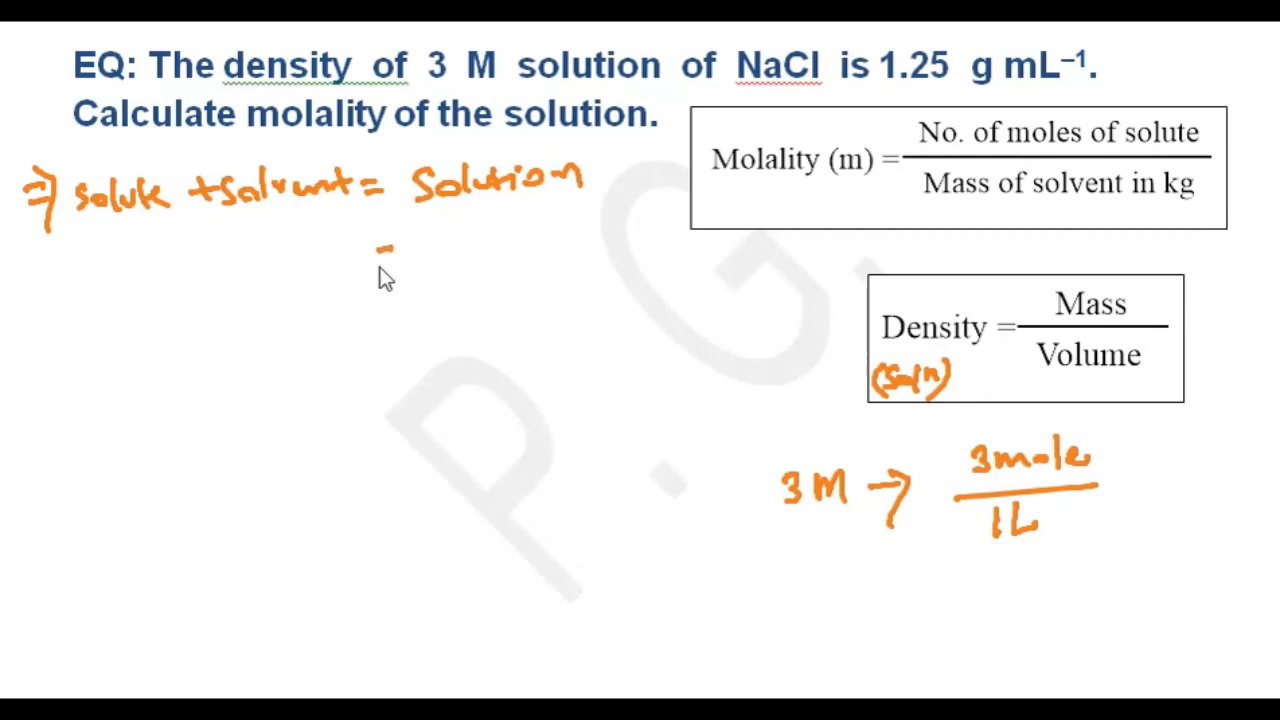 EQ: The density of 3 M solution of NaCl is 1.25 g mL⁻¹.
Calculate molality of the solution.
Molality (m) = No. of moles of solute
Mass of solvent in kg
⇒ solute + solvent = Solution
=
Density = Mass
Volume
(Soln)
3M → 3mole
1L
P.G.